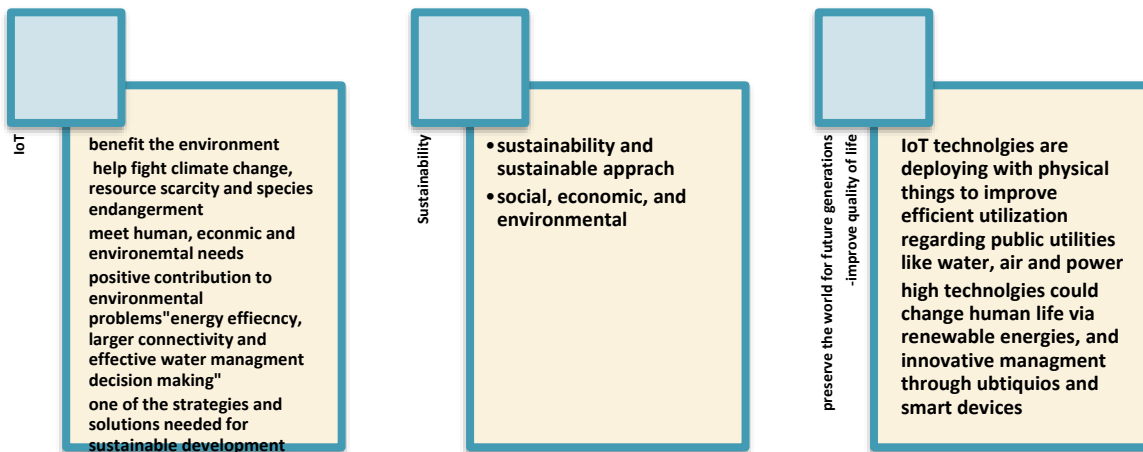 IoT
benefit the environment
help fight climate change,
resource scarcity and species
endangerment
meet human, econmic and
environemtal needs
positive contribution to
environmental
problems"energy effiecncy,
larger connectivity and
effective water managment
decision making"
one of the strategies and
solutions needed for
sustainable development
Sustainability
•sustainability and
sustainable apprach
•social, economic, and
environmental
preserve the world for future generations
-improve quality of life
IoT technolgies are
deploying with physical
things to improve
efficient utilization
regarding public utilities
like water, air and power
high technolgies could
change human life via
renewable energies, and
innovative managment
through ubtiquios and
smart devices